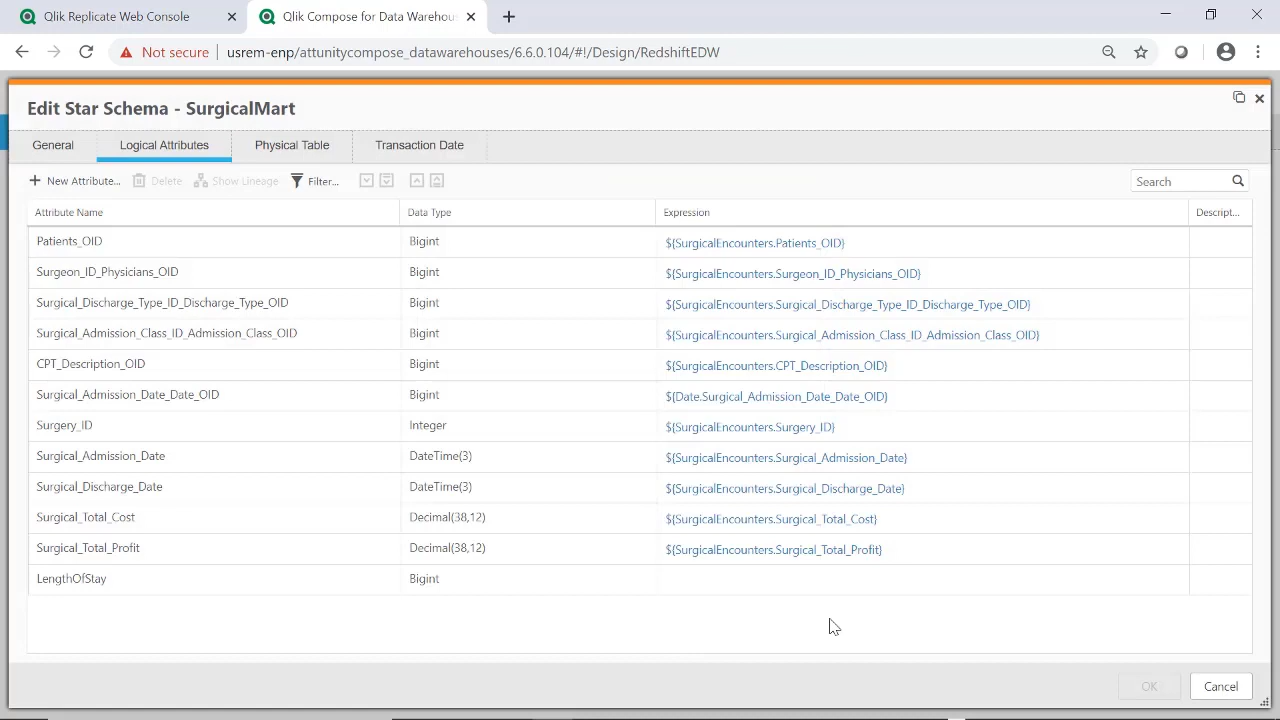 Qlik Replicate Web Console
Qlik Compose for Data Warehou
Not secure
usrem-enp/attunitycompose_datawarehouses/6.6.0.104/#!/Design/RedshiftEDW
Edit Star Schema - SurgicalMart
General
Logical Attributes
Physical Table
Transaction Date
New Attribute...
Delete
Show Lineage
Filter...
Search
Attribute Name Data Type Expression Descript...
Patients_OID Bigint ${SurgicalEncounters.Patients_OID}
Surgeon_ID_Physicians_OID Bigint ${SurgicalEncounters.Surgeon_ID_Physicians_OID}
Surgical_Discharge_Type_ID_Discharge_Type_OID Bigint ${SurgicalEncounters.Surgical_Discharge_Type_ID_Discharge_Type_OID}
Surgical_Admission_Class_ID_Admission_Class_OID Bigint ${SurgicalEncounters.Surgical_Admission_Class_ID_Admission_Class_OID}
CPT_Description_OID Bigint ${SurgicalEncounters.CPT_Description_OID}
Surgical_Admission_Date_Date_OID Bigint ${Date.Surgical_Admission_Date_Date_OID}
Surgery_ID Integer ${SurgicalEncounters.Surgery_ID}
Surgical_Admission_Date DateTime(3) ${SurgicalEncounters.Surgical_Admission_Date}
Surgical_Discharge_Date DateTime(3) ${SurgicalEncounters.Surgical_Discharge_Date}
Surgical_Total_Cost Decimal(38,12) ${SurgicalEncounters.Surgical_Total_Cost}
Surgical_Total_Profit Decimal(38,12) ${SurgicalEncounters.Surgical_Total_Profit}
LengthOfStay Bigint
OK
Cancel